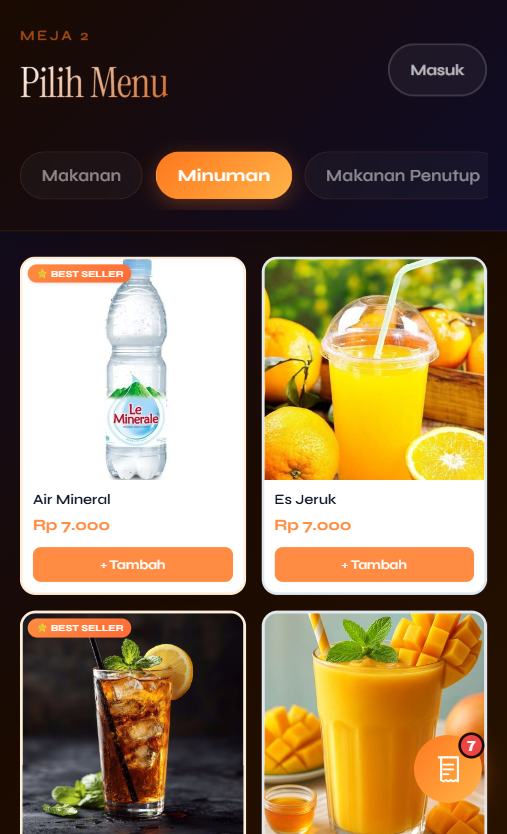 MEJA 2
Pilih Menu
Masuk
Makanan
Minuman
Makanan Penutup
⭐ BEST SELLER
Le
Minerale
Air Mineral
Rp 7.000
+ Tambah
Es Jeruk
Rp 7.000
+ Tambah
⭐ BEST SELLER
7